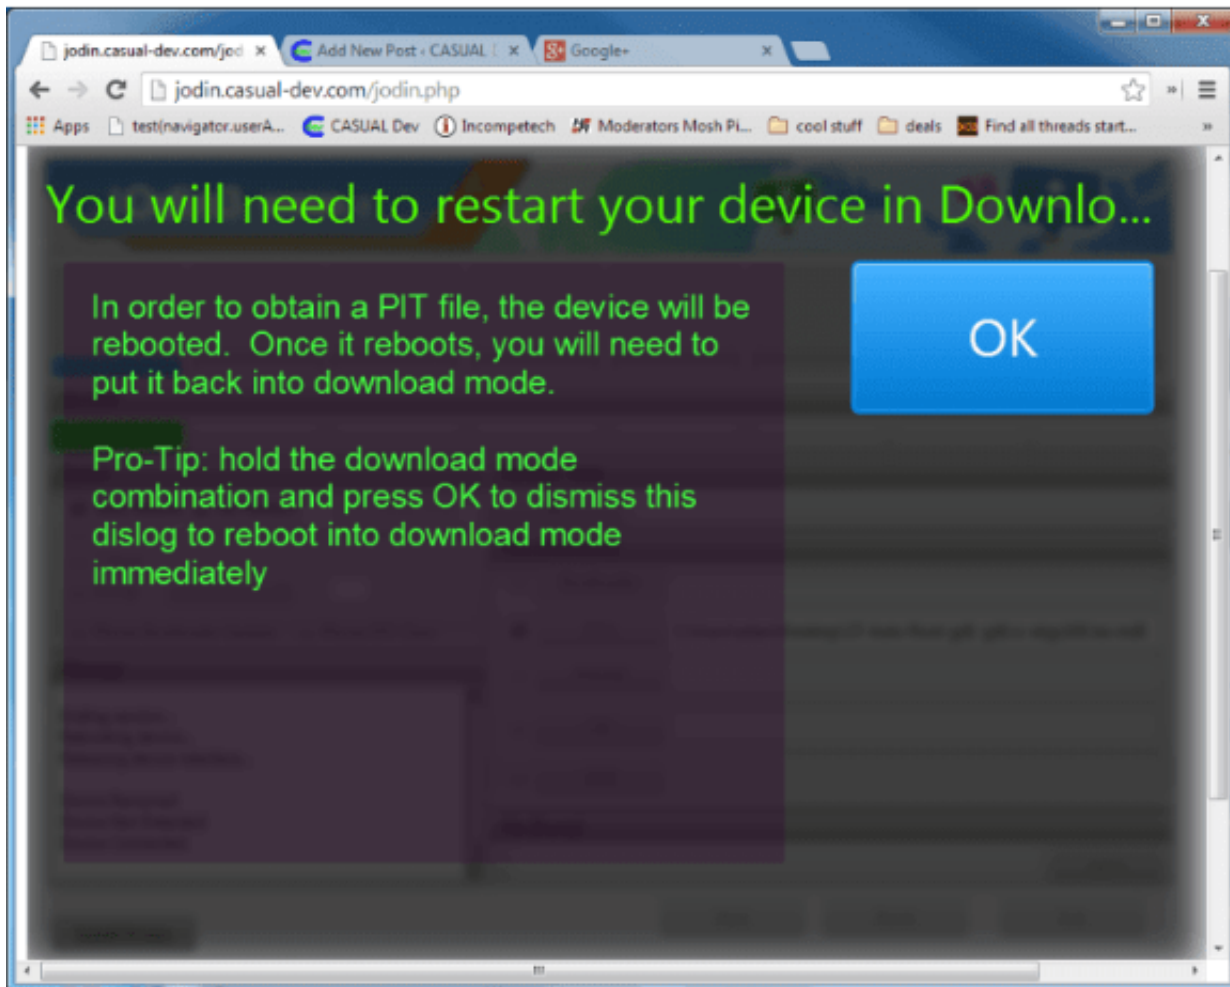 jodin.casual-dev.com/jod
Add New Post ‹ CASUAL
Google+
jodin.casual-dev.com/jodin.php
Apps
test(navigator.userA...
CASUAL Dev
Incompetech
Moderators Mosh Pi...
cool stuff
deals
Find all threads start...
You will need to restart your device in Downlo...
In order to obtain a PIT file, the device will be
rebooted.  Once it reboots, you will need to
put it back into download mode.
OK
Pro-Tip: hold the download mode
combination and press OK to dismiss this
dislog to reboot into download mode
immediately